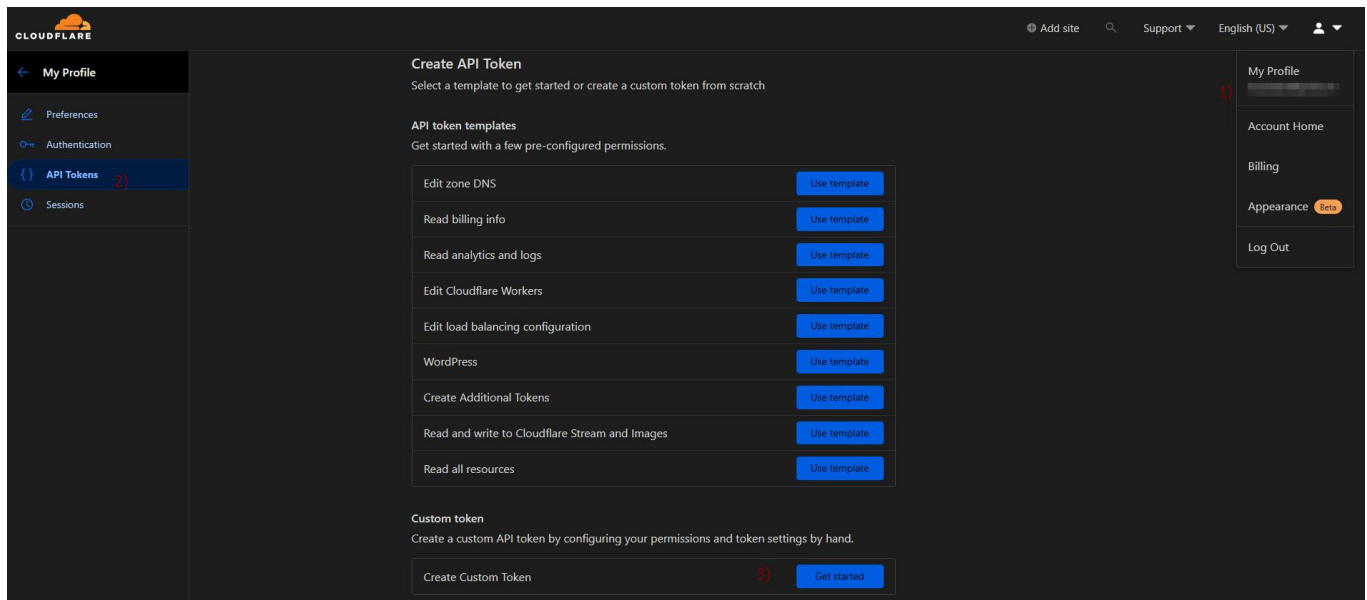 CLOUDFLARE
Add site
Support
English (US)
My Profile
Preferences
Authentication
API Tokens
2)
Sessions
Create API Token
Select a template to get started or create a custom token from scratch
API token templates
Get started with a few pre-configured permissions.
Edit zone DNS Use template
Read billing info Use template
Read analytics and logs Use template
Edit Cloudflare Workers Use template
Edit load balancing configuration Use template
WordPress Use template
Create Additional Tokens Use template
Read and write to Cloudflare Stream and Images Use template
Read all resources Use template
Custom token
Create a custom API token by configuring your permissions and token settings by hand.
Create Custom Token 3) Get started
My Profile
1)
Account Home
Billing
Appearance Beta
Log Out